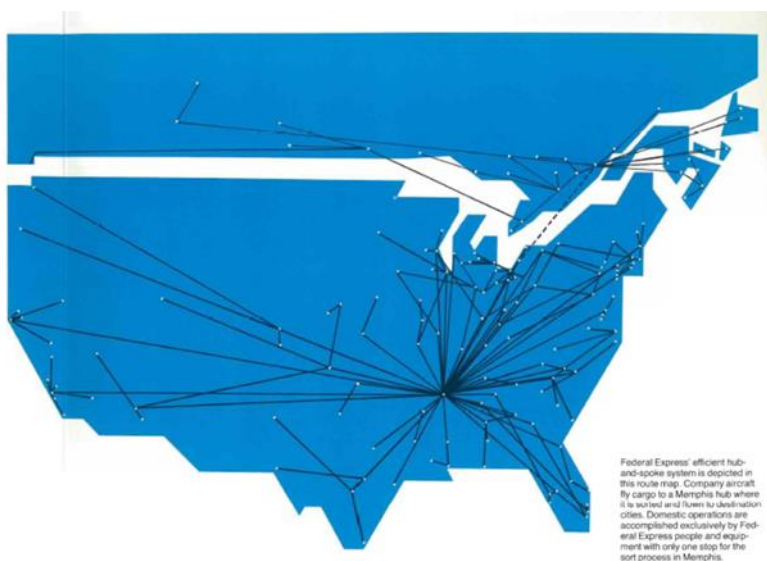 Federal Express' efficient hub-
and-spoke system is depicted in
this route map. Company aircraft
fly cargo to a Memphis hub where
it is sorted and flown to destination
cities. Domestic operations are
accomplished exclusively by Fed-
eral Express people and equip-
ment with only one stop for the
sort process in Memphis.